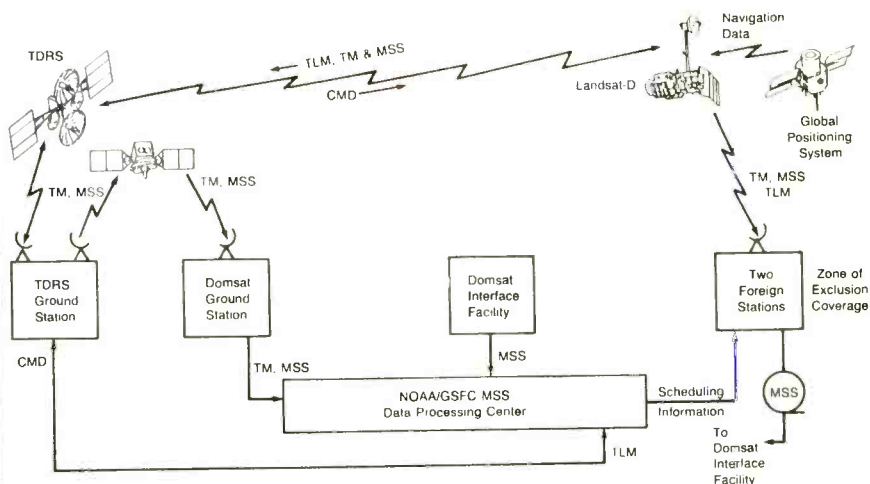 TDRS
TLM, TM & MSS
CMD
Landsat-D
Navigation
Data
Global
Positioning
System
TM, MSS
TM, MSS
TM, MSS
TLM
TDRS
Ground
Station
Domsat
Ground
Station
Domsat
Interface
Facility
Two
Foreign
Stations
Zone of
Exclusion
Coverage
CMD
TM, MSS
MSS
NOAA/GSFC MSS
Data Processing Center
Scheduling
Information
MSS
TLM
To
Domsat
Interface
Facility